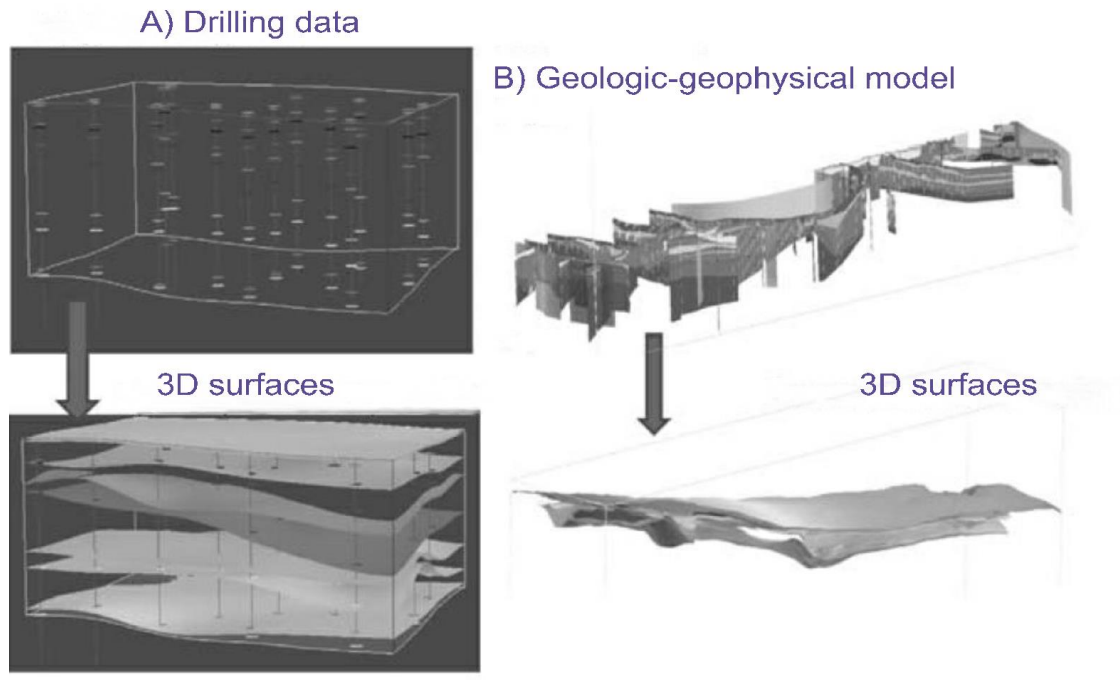 A) Drilling data
B) Geologic-geophysical model
3D surfaces
3D surfaces